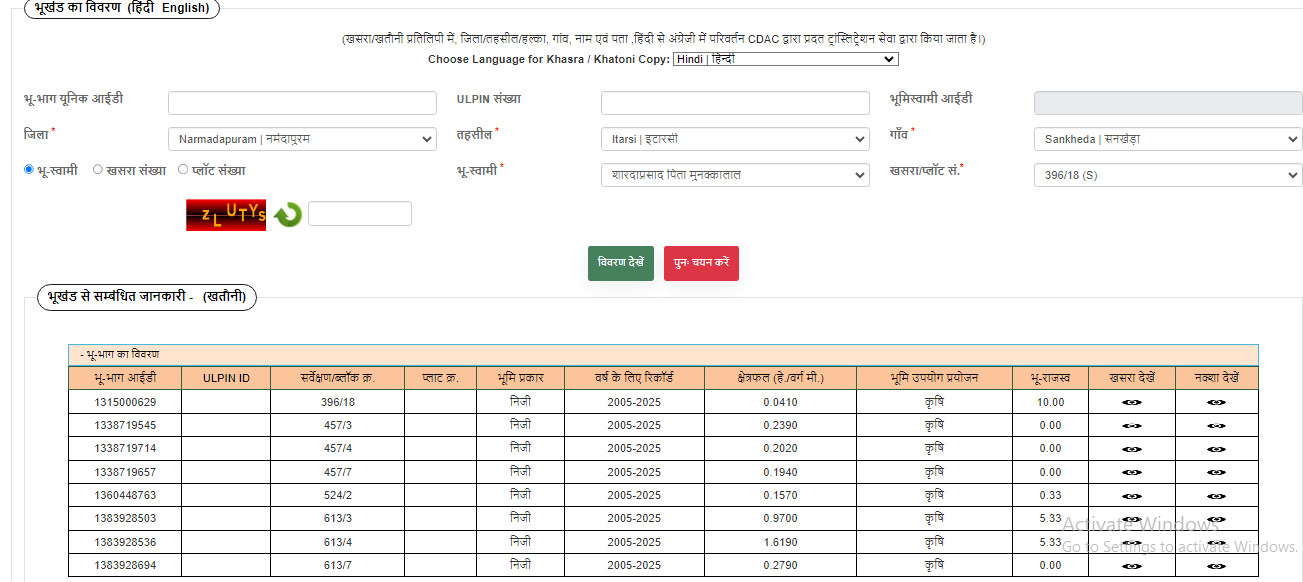 भूखंड का विवरण (हिंदी English)
(खसरा/खतौनी प्रतिलिपी में, जिला/तहसील/हल्का, गांव, नाम एवं पता ,हिंदी से अंग्रेजी में परिवर्तन CDAC द्वारा प्रदत ट्रांस्लिट्रेशन सेवा द्वारा किया जाता है।)
Choose Language for Khasra / Khatoni Copy: Hindi | हिन्दी
भू-भाग यूनिक आईडी ULPIN संख्या भूमिस्वामी आईडी
जिला * Narmadapuram | नर्मदापुरम तहसील * Itarsi | इटारसी गाँव * Sankheda | सनखेड़ा
भू-स्वामी खसरा संख्या प्लॉट संख्या भू-स्वामी * शारदाप्रसाद पिता मुनक्कालाल खसरा/प्लॉट सं.* 396/18 (S)
zLUTYs
विवरण देखें पुनः चयन करें
भूखंड से सम्बंधित जानकारी - (खतौनी)
- भू-भाग का विवरण
भू-भाग आईडी ULPIN ID सर्वेक्षण/ब्लॉक क्र. प्लाट क्र. भूमि प्रकार वर्ष के लिए रिकॉर्ड क्षेत्रफल (हे./वर्ग मी.) भूमि उपयोग प्रयोजन भू-राजस्व खसरा देखें नक्शा देखें
1315000629 396/18 निजी 2005-2025 0.0410 कृषि 10.00
1338719545 457/3 निजी 2005-2025 0.2390 कृषि 0.00
1338719714 457/4 निजी 2005-2025 0.2020 कृषि 0.00
1338719657 457/7 निजी 2005-2025 0.1940 कृषि 0.00
1360448763 524/2 निजी 2005-2025 0.1570 कृषि 0.33
1383928503 613/3 निजी 2005-2025 0.9700 कृषि 5.33
1383928536 613/4 निजी 2005-2025 1.6190 कृषि 5.33
1383928694 613/7 निजी 2005-2025 0.2790 कृषि 0.00
Activate Windows
Go to Settings to activate Windows.